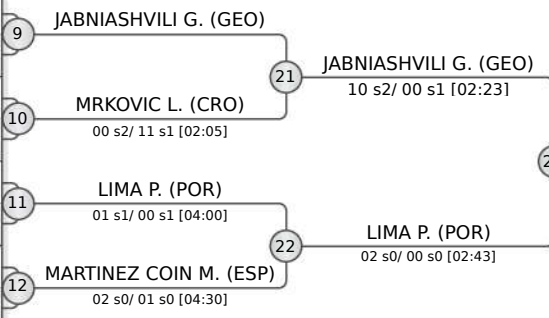 JABNIASHVILI G. (GEO)
9
21
JABNIASHVILI G. (GEO)
10 s2/ 00 s1 [02:23]
MRKOVIC L. (CRO)
10
00 s2/ 11 s1 [02:05]
LIMA P. (POR)
11
01 s1/ 00 s1 [04:00]
22
LIMA P. (POR)
02 s0/ 00 s0 [02:43]
MARTINEZ COIN M. (ESP)
12
02 s0/ 01 s0 [04:30]